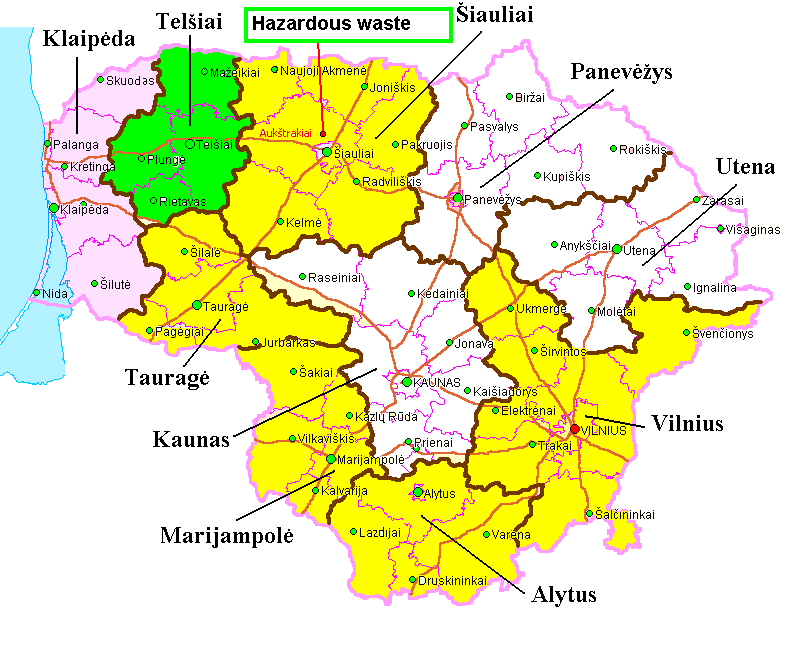 Hazardous waste
Šiauliai
Telšiai
Klaipėda
Panevėžys
Utena
Vilnius
Alytus
Marijampolė
Kaunas
Tauragė
Skuodas
Mažeikiai
Naujoji Akmenė
Joniškis
Biržai
Pasvalys
Aukštrakiai
Palanga
Plungė
Telšiai
Šiauliai
Pakruojis
Rokiškis
Kretinga
Radviliškis
Kupiškis
Rietavas
Panevėžys
Zarasai
Klaipėda
Kelmė
Visaginas
Šilalė
Anykščiai
Utena
Raseiniai
Šilutė
Nida
Kėdainiai
Ignalina
Tauragė
Ukmergė
Molėtai
Pagėgiai
Jurbarkas
Jonava
Širvintos
Švenčionys
Šakiai
KAUNAS
Kaišiadorys
Kazlų Rūda
Elektrėnai
Vilkaviškis
Prienai
Trakai
VILNIUS
Marijampolė
Kalvarija
Alytus
Šalčininkai
Lazdijai
Varėna
Druskininkai